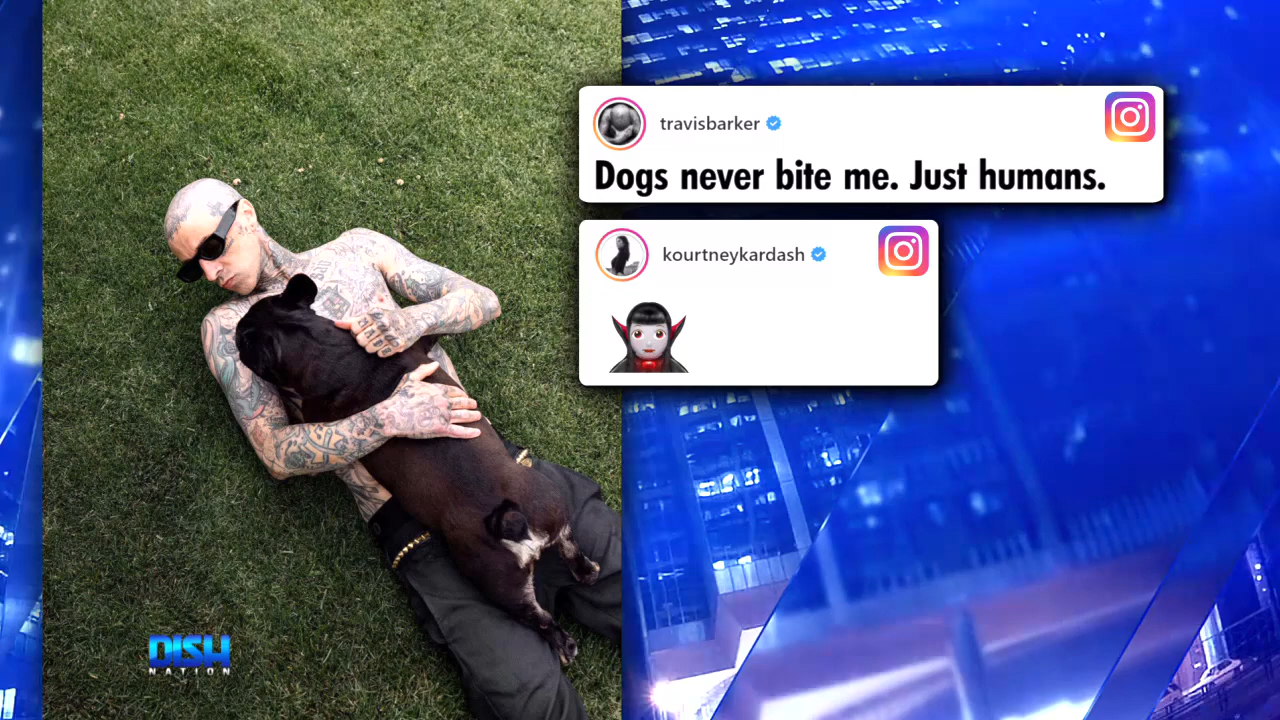 travisbarker
Dogs never bite me. Just humans.
kourtneykardash
DISH
NATION